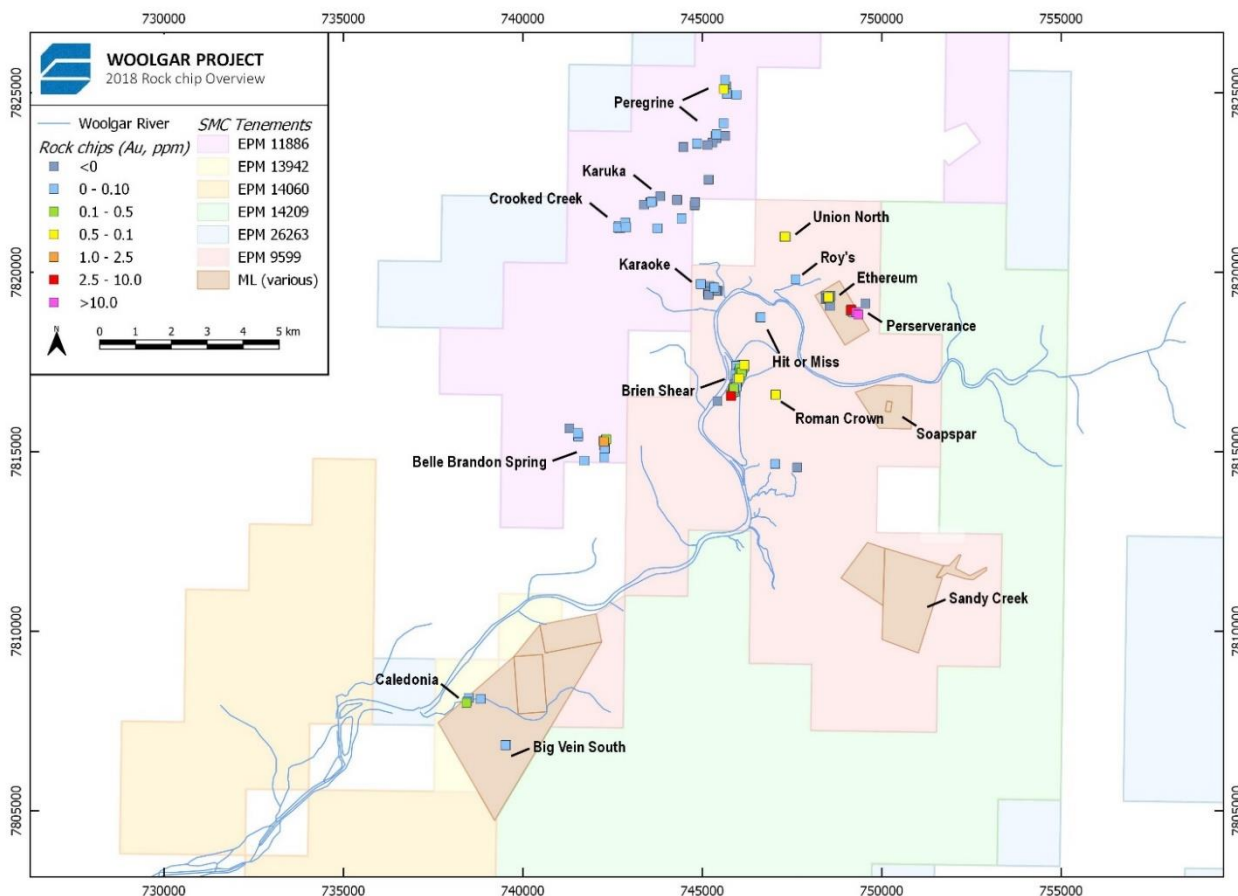 730000
735000
740000
745000
750000
755000
WOOLGAR PROJECT
2018 Rock chip Overview
Woolgar River
Rock chips (Au, ppm)
<0
0 - 0.10
0.1 - 0.5
0.5 - 0.1
1.0 - 2.5
2.5 - 10.0
>10.0
SMC Tenements
EPM 11886
EPM 13942
EPM 14060
EPM 14209
EPM 26263
EPM 9599
ML (various)
N
0 1 2 3 4 5 km
7825000
7825000
Peregrine
Karuka
Crooked Creek
Union North
7820000
Karaoke
Roy's
Ethereum
7820000
Perserverance
Hit or Miss
Brien Shear
Roman Crown
Soapspar
7815000
Belle Brandon Spring
7815000
Sandy Creek
7810000
7810000
Caledonia
Big Vein South
7805000
7805000
730000
735000
740000
745000
750000
755000